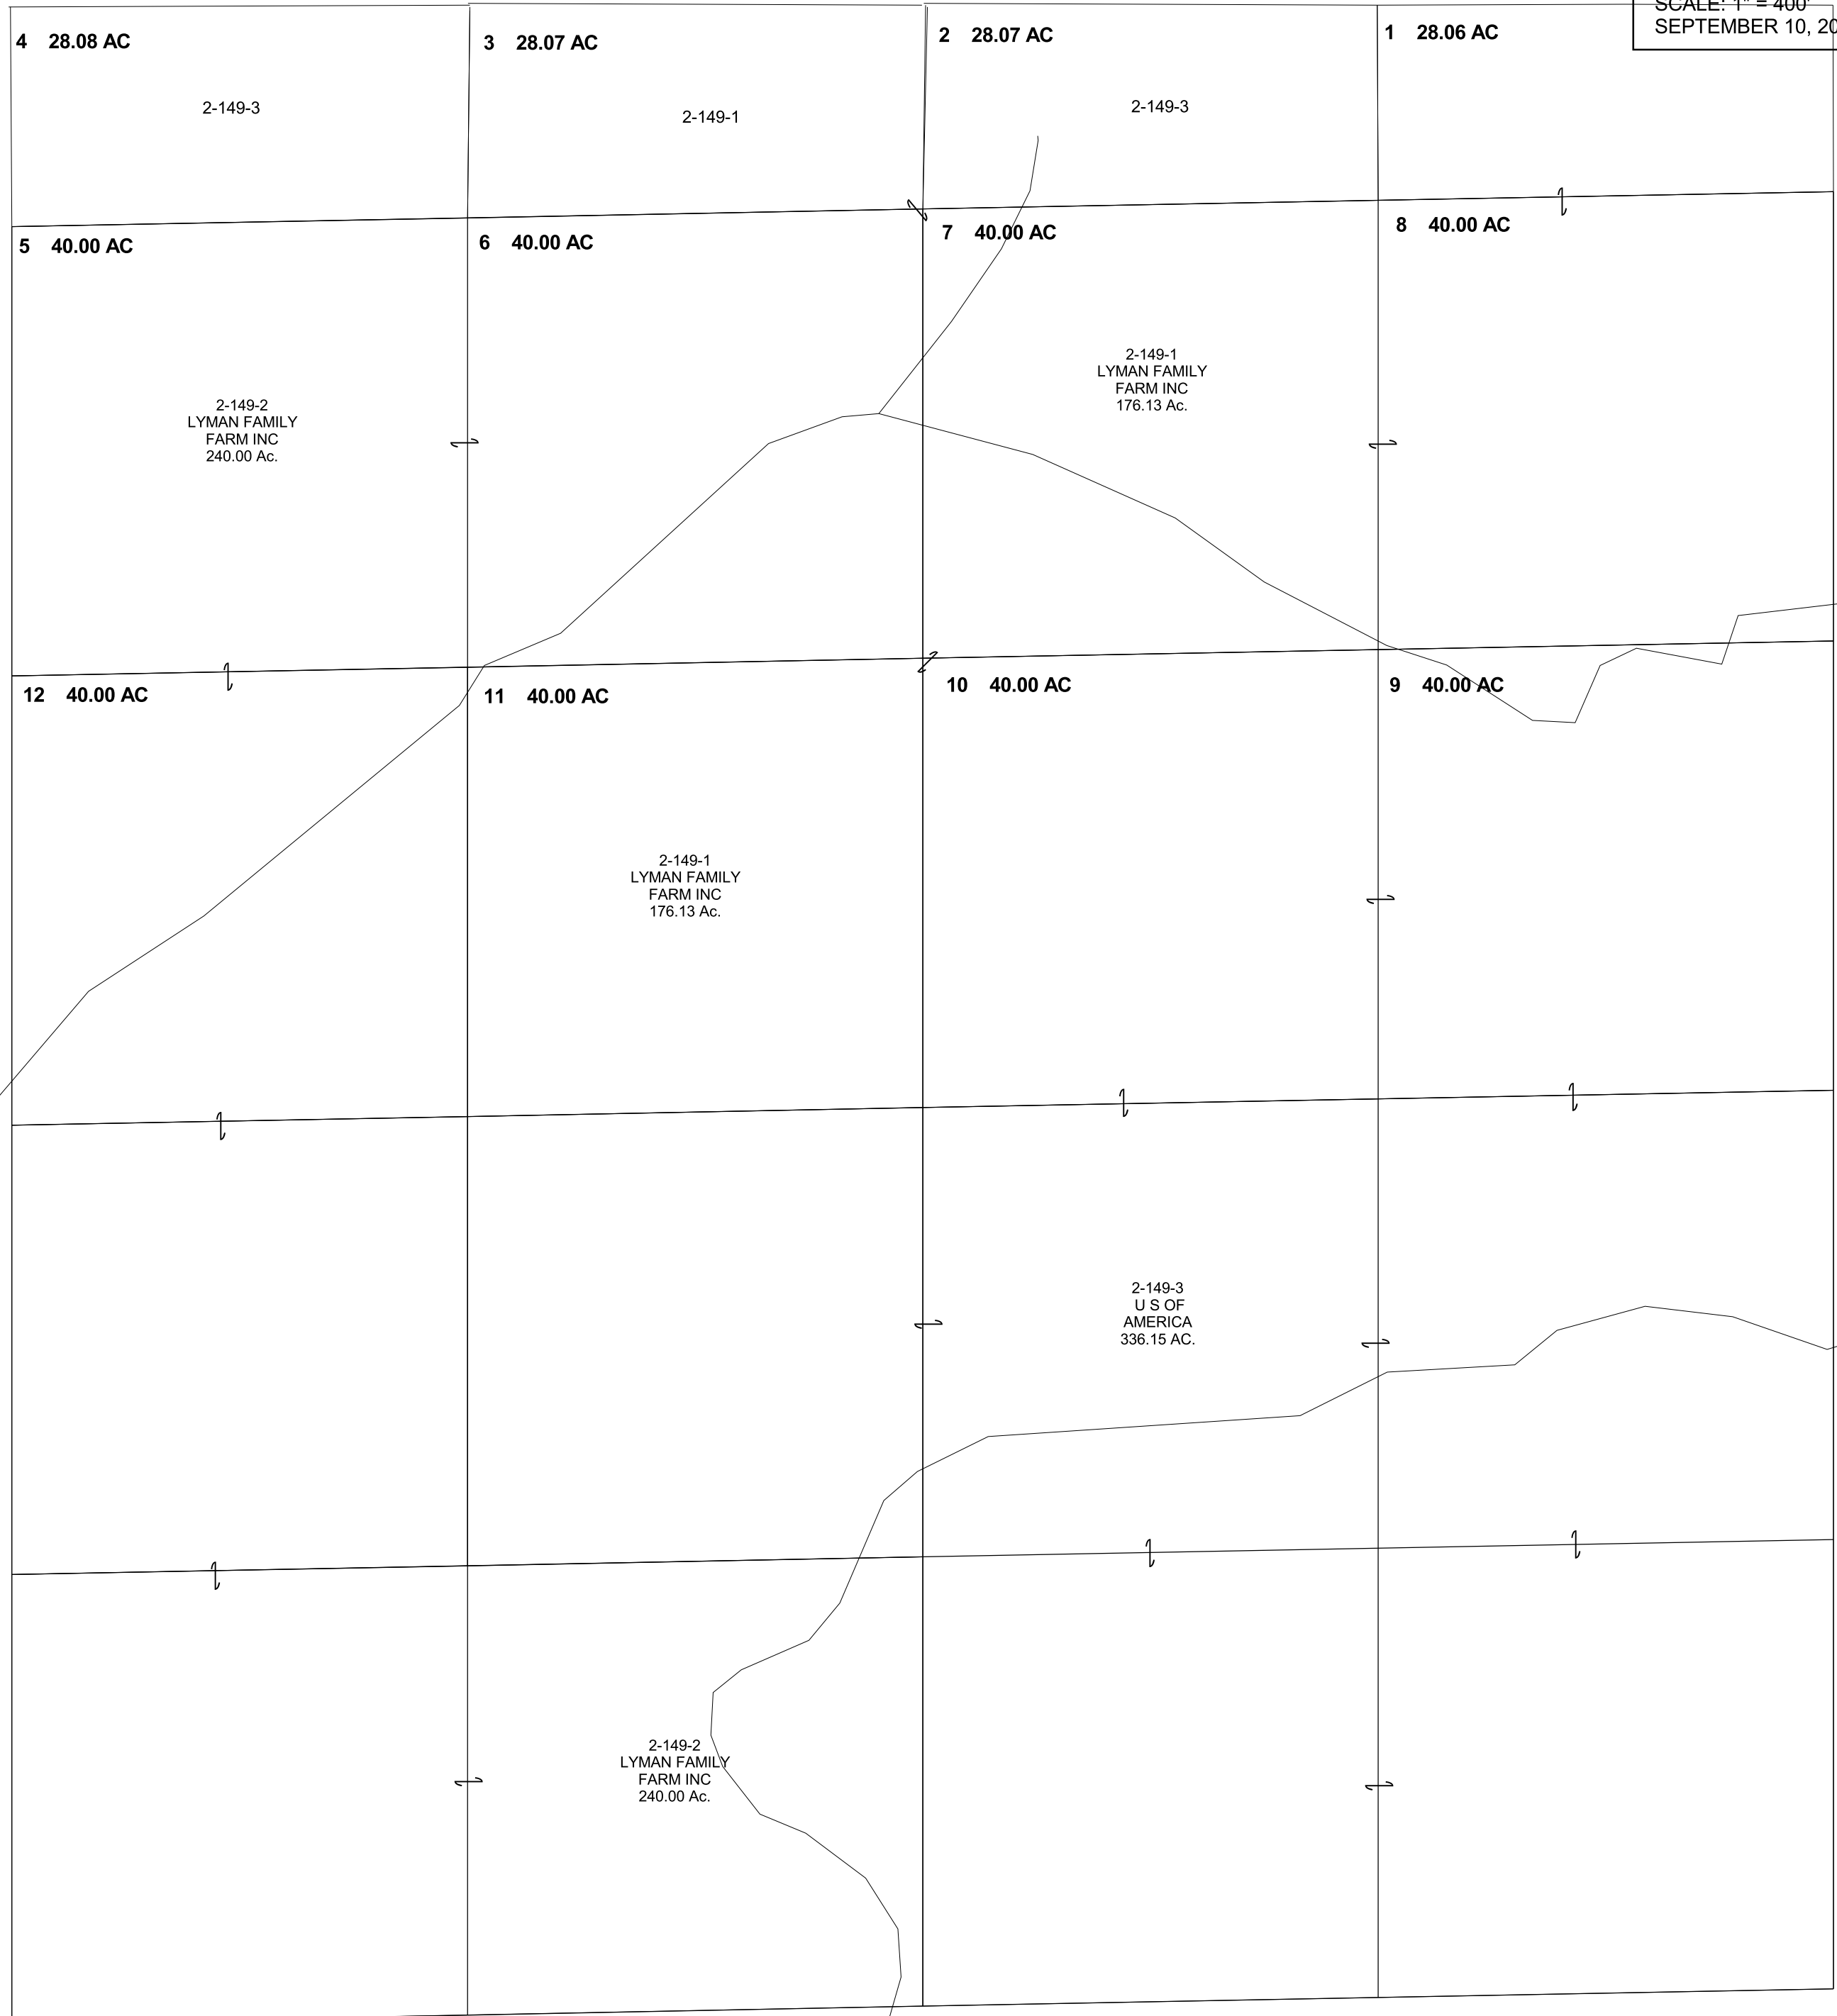 SCALE: 1" = 400'
SEPTEMBER 10, 20
4 28.08 AC
3 28.07 AC
2 28.07 AC
1 28.06 AC
2-149-3
2-149-1
2-149-3
5 40.00 AC
6 40.00 AC
7 40.00 AC
8 40.00 AC
2-149-2
LYMAN FAMILY
FARM INC
240.00 Ac.
2-149-1
LYMAN FAMILY
FARM INC
176.13 Ac.
12 40.00 AC
11 40.00 AC
10 40.00 AC
9 40.00 AC
2-149-1
LYMAN FAMILY
FARM INC
176.13 Ac.
2-149-3
U S OF
AMERICA
336.15 AC.
2-149-2
LYMAN FAMILY
FARM INC
240.00 Ac.